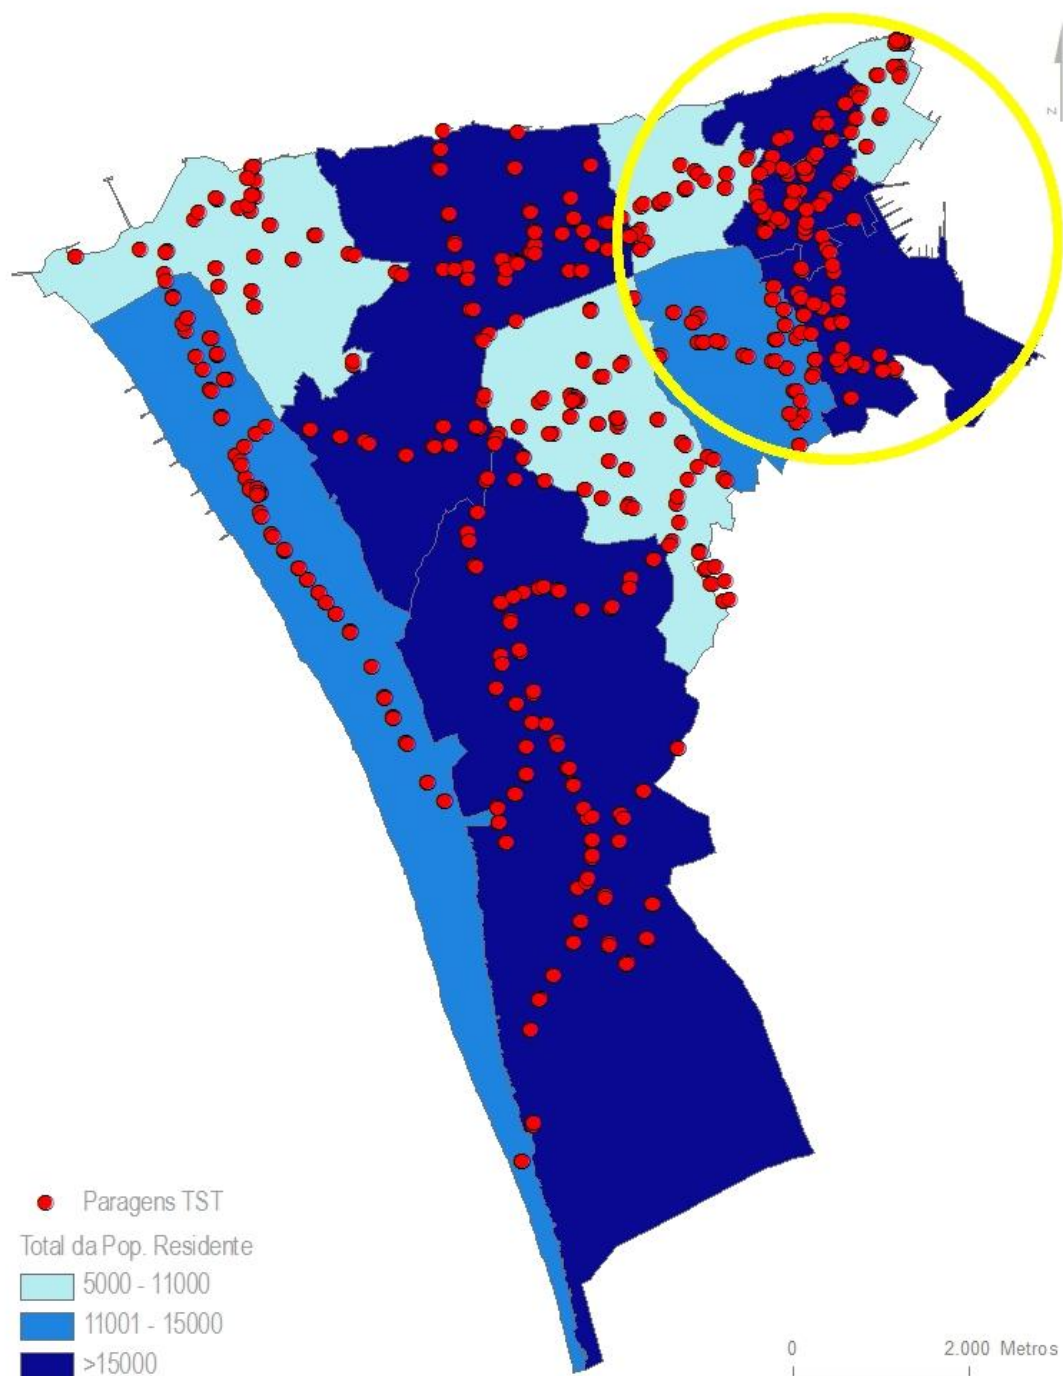 N
Paragens TST
Total da Pop. Residente
5000 - 11000
11001 - 15000
>15000
0 2.000 Metros